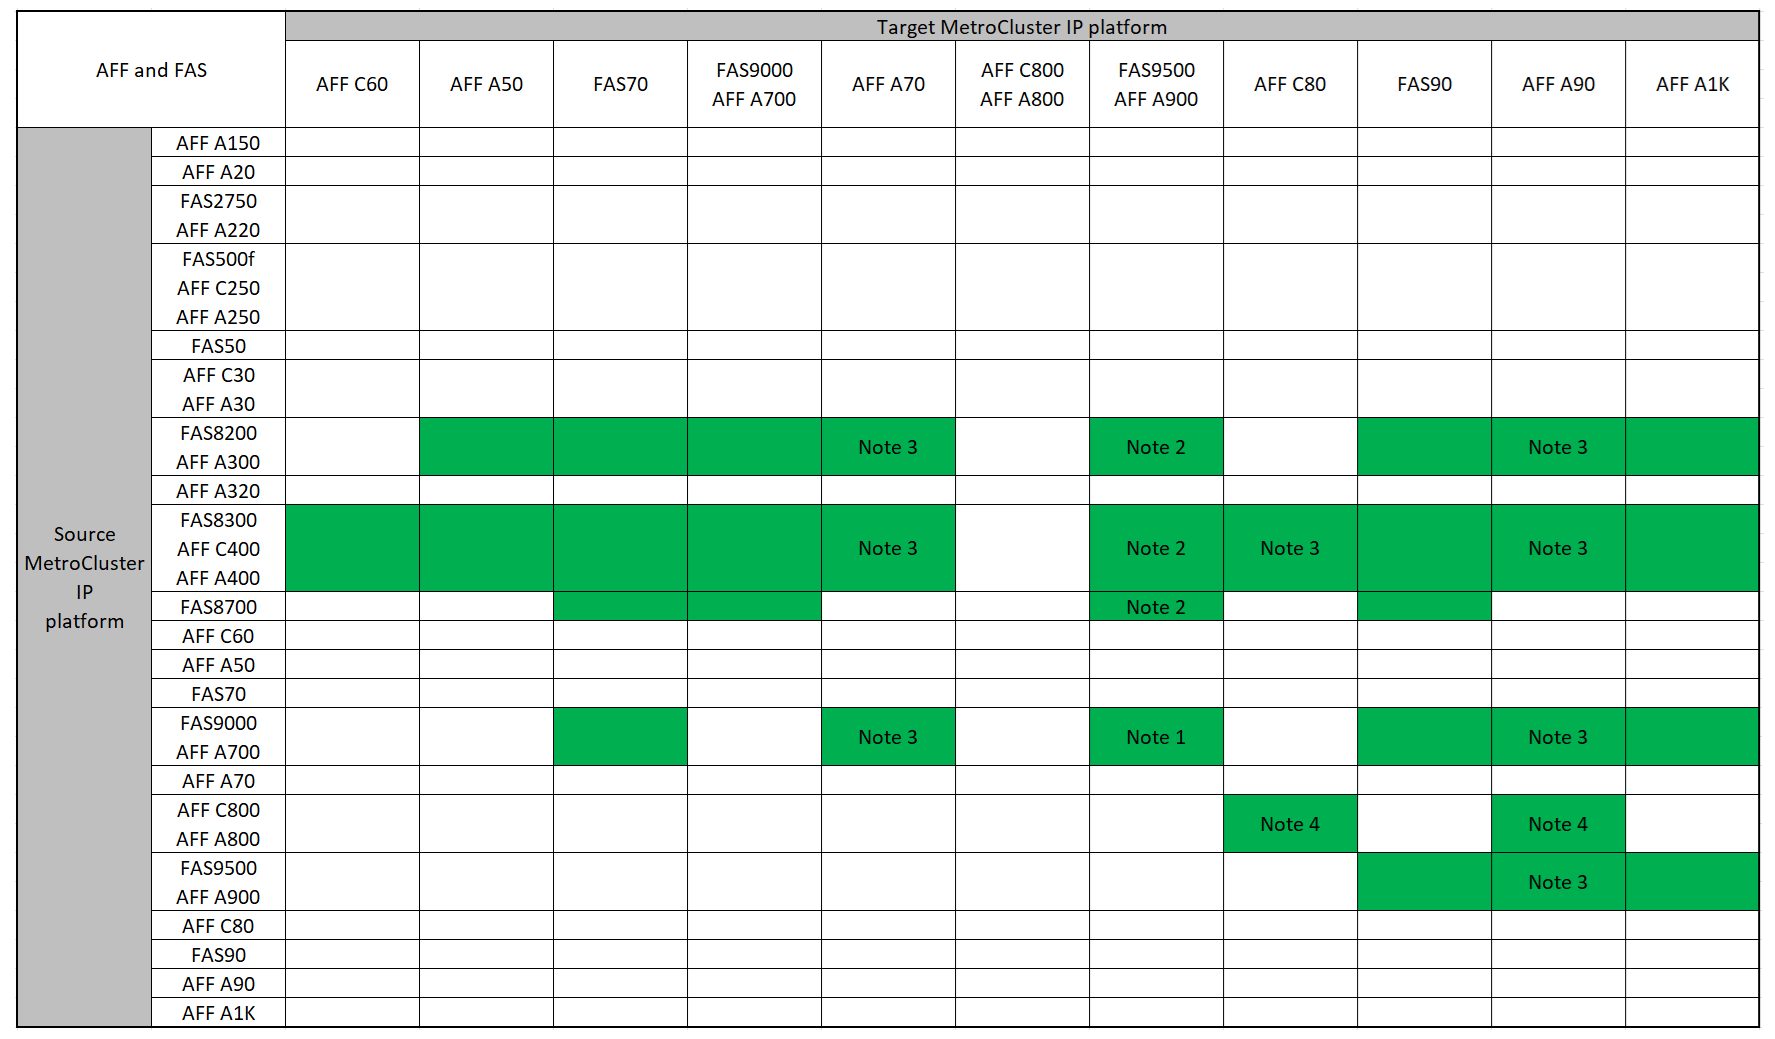 Target MetroCluster IP platform
AFF and FAS
AFF C60
AFF A50
FAS70
FAS9000
AFF A700
AFF A70
AFF C800
AFF A800
FAS9500
AFF A900
AFF C80
FAS90
AFF A90
AFF A1K
Source
MetroCluster
IP
platform
AFF A150
AFF A20
FAS2750
AFF A220
FAS500f
AFF C250
AFF A250
FAS50
AFF C30
AFF A30
FAS8200
AFF A300
Note 3
Note 2
Note 3
AFF A320
FAS8300
AFF C400
AFF A400
Note 3
Note 2
Note 3
Note 3
FAS8700
Note 2
AFF C60
AFF A50
FAS70
FAS9000
AFF A700
Note 3
Note 1
Note 3
AFF A70
AFF C800
AFF A800
Note 4
Note 4
FAS9500
AFF A900
Note 3
AFF C80
FAS90
AFF A90
AFF A1K